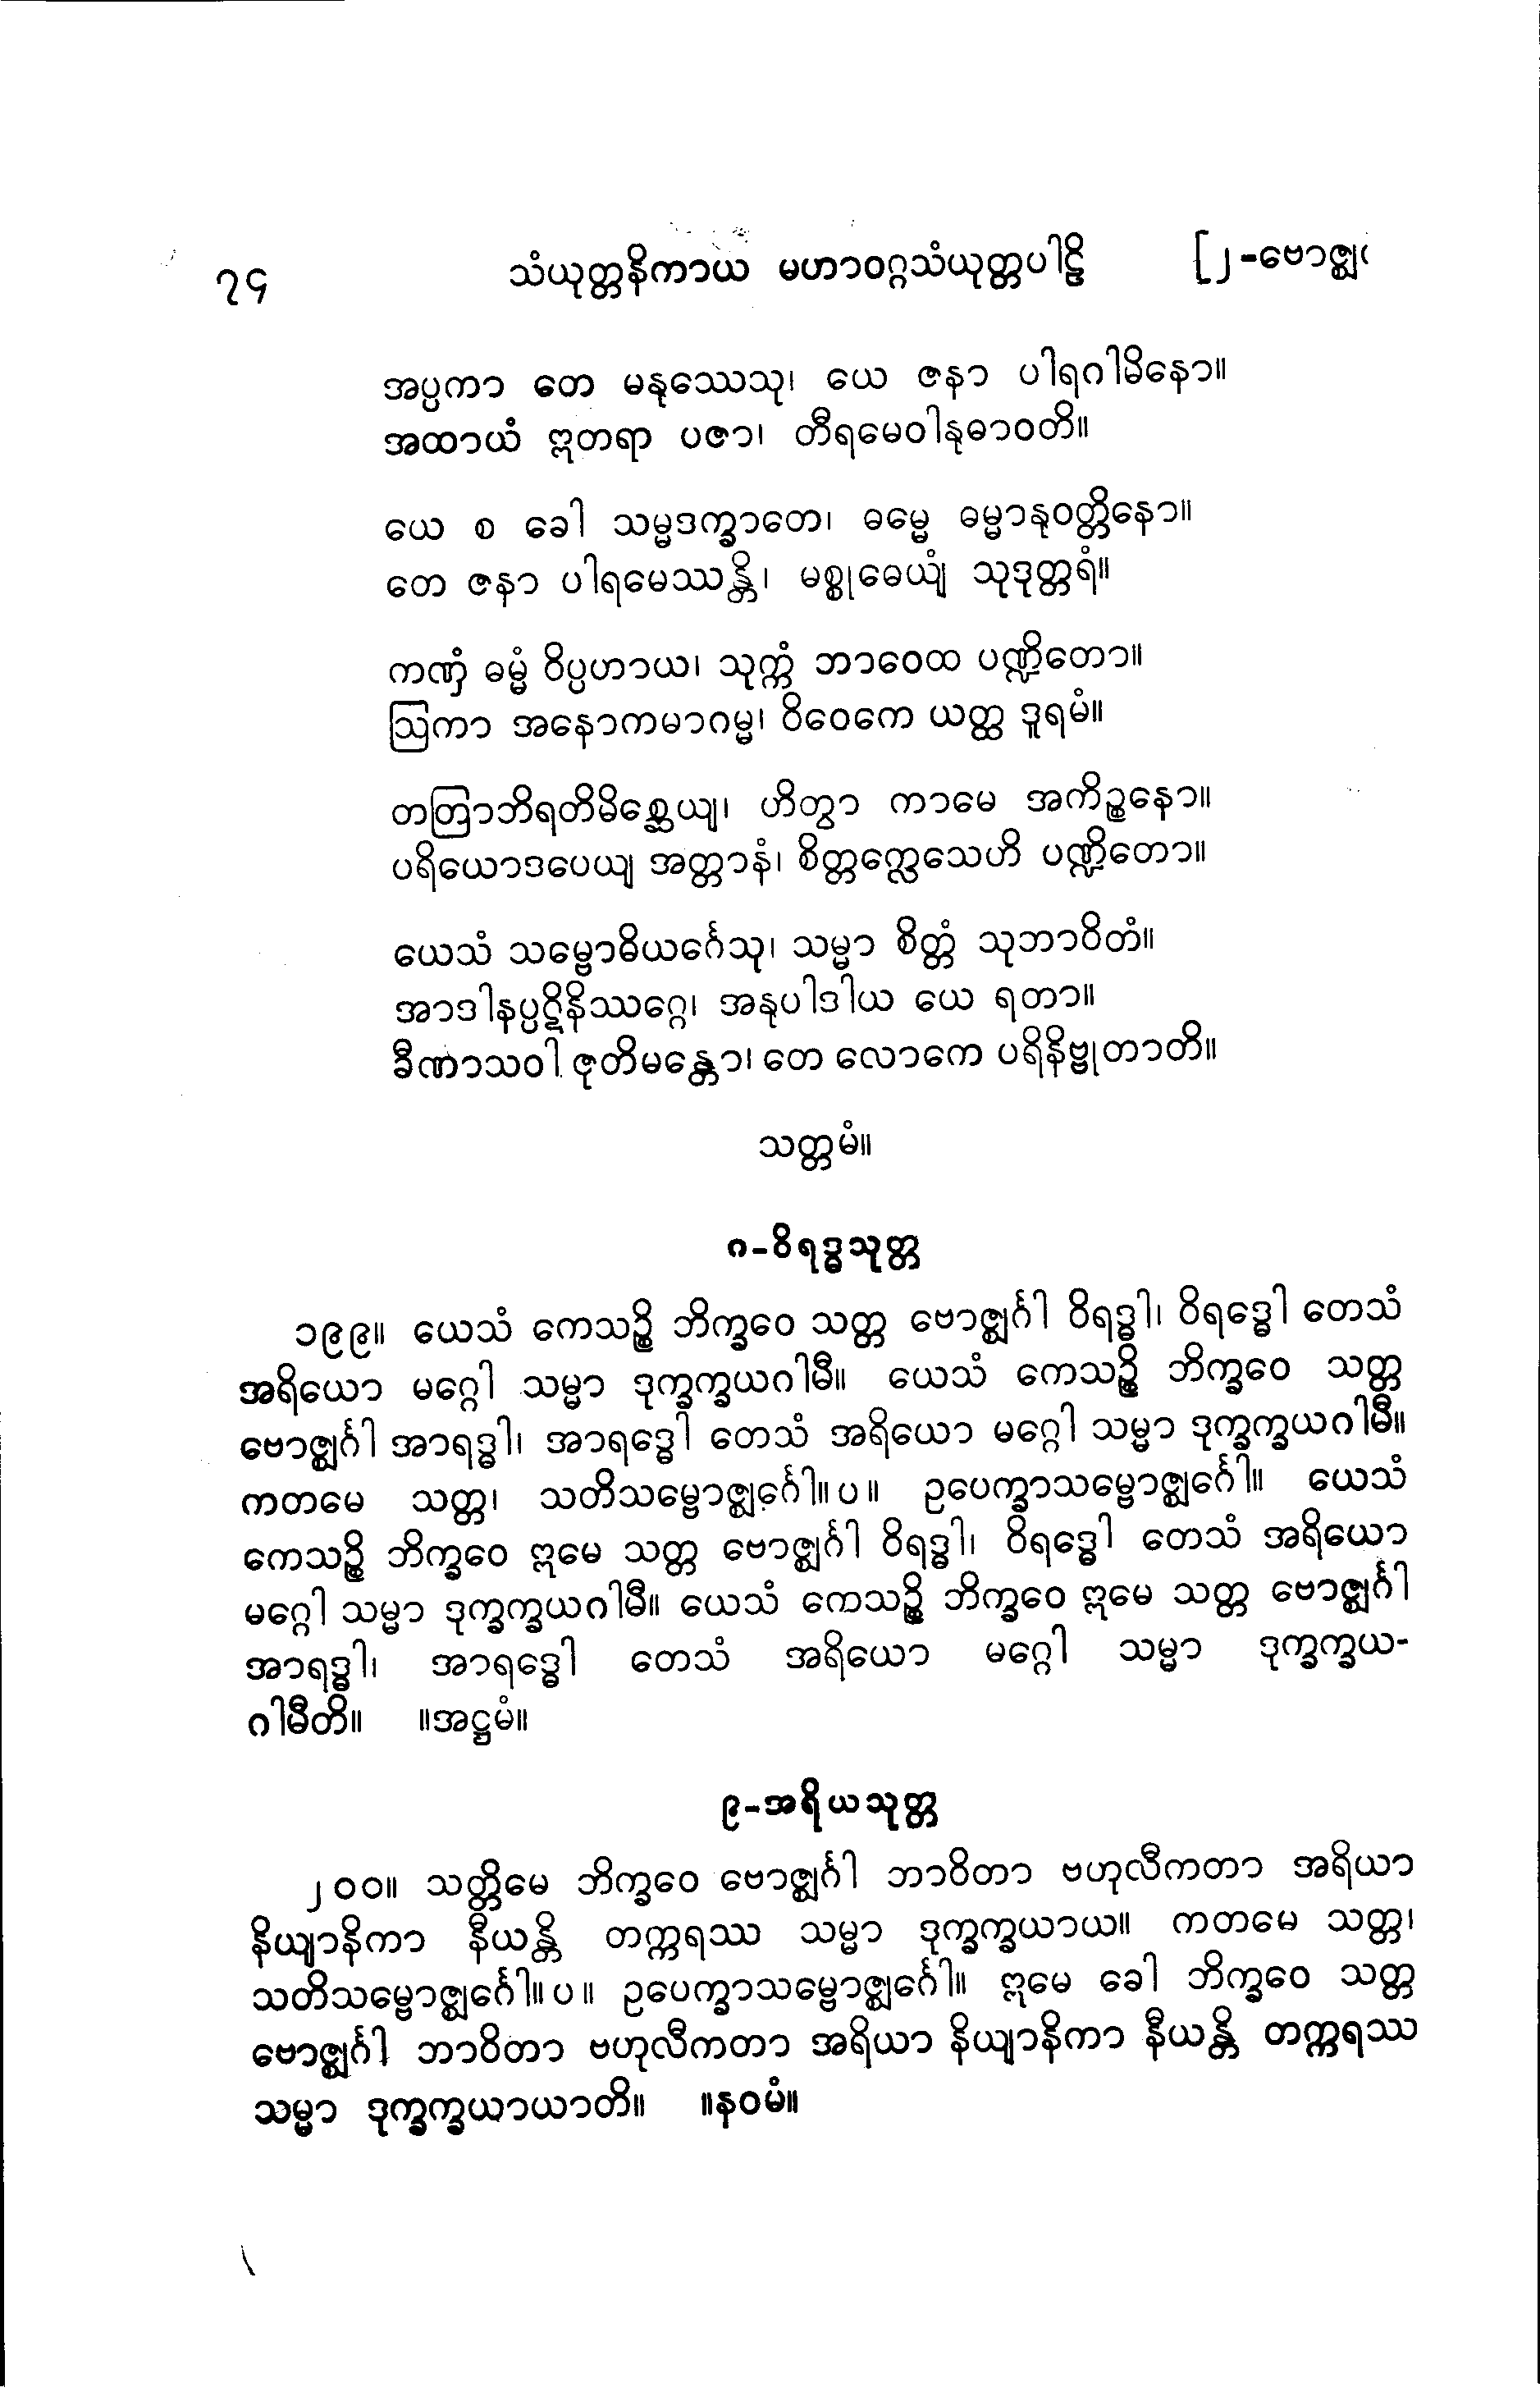 ၇၄ သံယုတ္တနိကာယ မဟာဝဂ္ဂသံယုတ္တပါဠိ [၂-ဗောဇ္ဈ
အပ္ပကာ တေ မနုဿေသု၊ ယေ ဇနာ ပါရဂါမိနော။
အထာယံ ဣတရာ ပဇာ၊ တီရမေဝါနုဓာဝတိ။
ယေ စ ခေါ သမ္မဒက္ခာတေ၊ ဓမ္မေ ဓမ္မာနုဝတ္တိနော။
တေ ဇနာ ပါရမေဿန္တိ၊ မစ္စုဓေယျံ သုဒုတ္တရံ။
ကဏှံ ဓမ္မံ ဝိပ္ပဟာယ၊ သုက္ကံ ဘာဝေထ ပဏ္ဍိတော။
ဩကာ အနောကမာဂမ္မ၊ ဝိဝေကေ ယတ္ထ ဒူရမံ။
တတြာဘိရတိမိစ္ဆေယျ၊ ဟိတွာ ကာမေ အကိဉ္စနော။
ပရိယောဒပေယျ အတ္တာနံ၊ စိတ္တက္လေသေဟိ ပဏ္ဍိတော။
ယေသံ သမ္ဗောဓိယင်္ဂေသု၊ သမ္မာ စိတ္တံ သုဘာဝိတံ။
အာဒါနပ္ပဋိနိဿဂ္ဂေ၊ အနုပါဒါယ ယေ ရတာ။
ခီဏာသဝါ ဇုတိမန္တော၊ တေ လောကေ ပရိနိဗ္ဗုတာတိ။
သတ္တမံ။
၈-ဝိရဒ္ဓသုတ္တ
၁၉၉။ ယေသံ ကေသဉ္စိ ဘိက္ခဝေ သတ္တ ဗောဇ္ဈင်္ဂါ ဝိရဒ္ဓါ၊ ဝိရဒ္ဓေါ တေသံ
အရိယော မဂ္ဂေါ သမ္မာ ဒုက္ခက္ခယဂါမီ။ ယေသံ ကေသဉ္စိ ဘိက္ခဝေ သတ္တ
ဗောဇ္ဈင်္ဂါ အာရဒ္ဓါ၊ အာရဒ္ဓေါ တေသံ အရိယော မဂ္ဂေါ သမ္မာ ဒုက္ခက္ခယဂါမီ။
ကတမေ သတ္တ၊ သတိသမ္ဗောဇ္ဈင်္ဂေါ။ပ။ ဥပေက္ခာသမ္ဗောဇ္ဈင်္ဂေါ။ ယေသံ
ကေသဉ္စိ ဘိက္ခဝေ ဣမေ သတ္တ ဗောဇ္ဈင်္ဂါ ဝိရဒ္ဓါ၊ ဝိရဒ္ဓေါ တေသံ အရိယော
မဂ္ဂေါ သမ္မာ ဒုက္ခက္ခယဂါမီ။ ယေသံ ကေသဉ္စိ ဘိက္ခဝေ ဣမေ သတ္တ ဗောဇ္ဈင်္ဂါ
အာရဒ္ဓါ၊ အာရဒ္ဓေါ တေသံ အရိယော မဂ္ဂေါ သမ္မာ ဒုက္ခက္ခယ-
ဂါမီတိ။ ။အဋ္ဌမံ။
၉-အရိယသုတ္တ
၂၀၀။ သတ္တိမေ ဘိက္ခဝေ ဗောဇ္ဈင်္ဂါ ဘာဝိတာ ဗဟုလီကတာ အရိယာ
နိယျာနိကာ နီယန္တိ တက္ကရဿ သမ္မာ ဒုက္ခက္ခယာယ။ ကတမေ သတ္တ၊
သတိသမ္ဗောဇ္ဈင်္ဂေါ။ပ။ ဥပေက္ခာသမ္ဗောဇ္ဈင်္ဂေါ။ ဣမေ ခေါ ဘိက္ခဝေ သတ္တ
ဗောဇ္ဈင်္ဂါ ဘာဝိတာ ဗဟုလီကတာ အရိယာ နိယျာနိကာ နီယန္တိ တက္ကရဿ
သမ္မာ ဒုက္ခက္ခယာယာတိ။ ။နဝမံ။